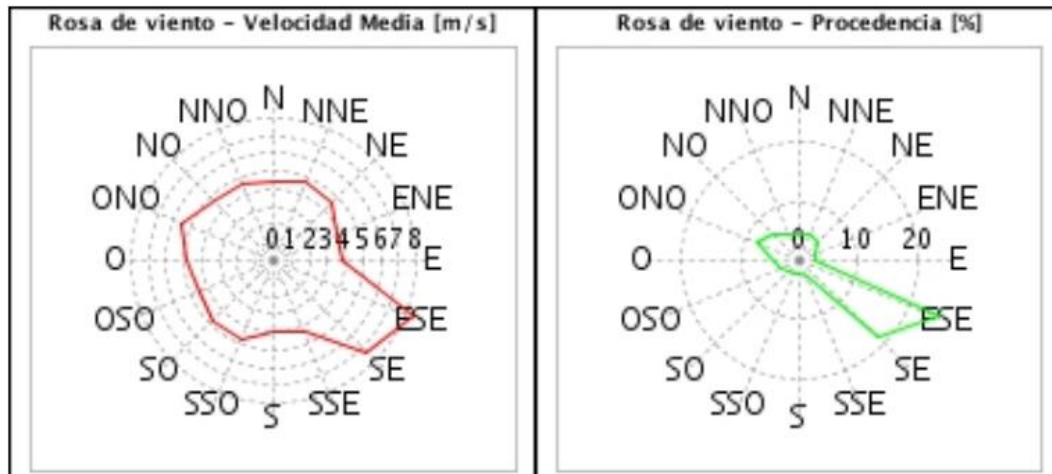 Rosa de viento - Velocidad Media [m/s]
N
NNO NNE
NO NE
ONO ENE
0 1 2 3 4 5 6 7 8
O E
OSO ESE
SO SE
SSO SSE
S
Rosa de viento - Procedencia [%]
N
NNO NNE
NO NE
ONO ENE
0 10 20
O E
OSO ESE
SO SE
SSO SSE
S